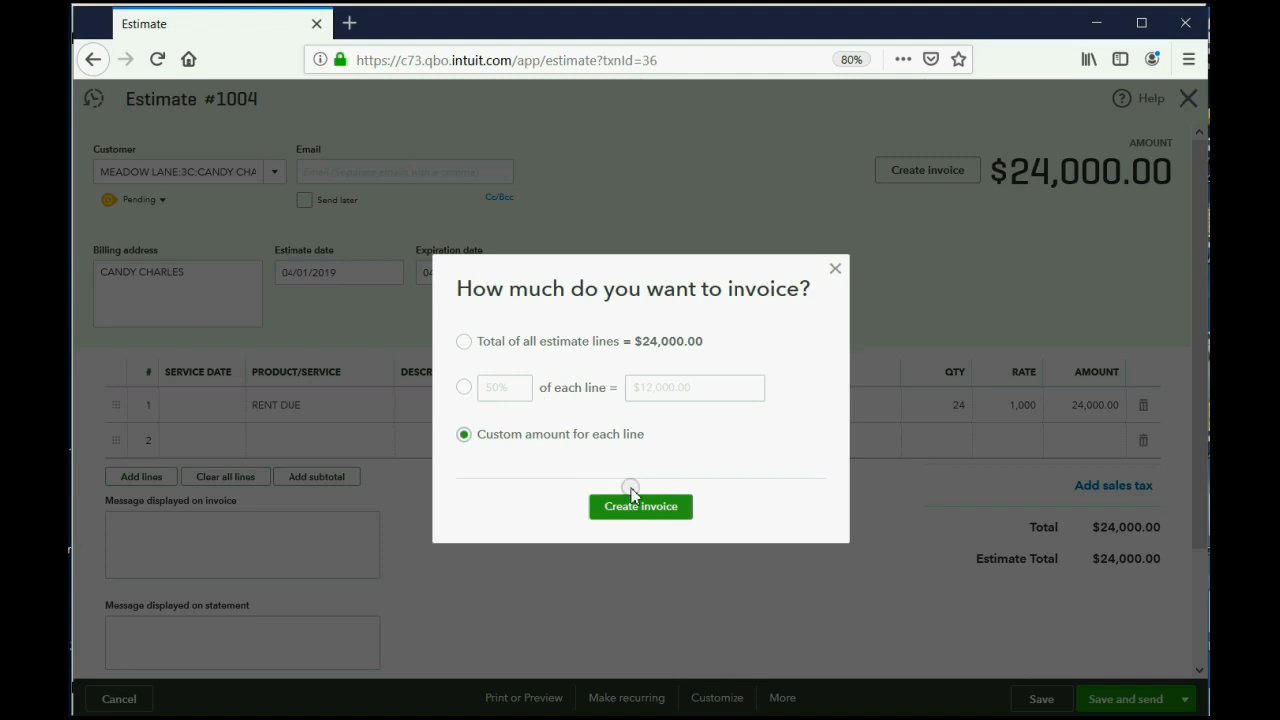 Estimate
https://c73.qbo.intuit.com/app/estimate?txnId=36
80%
Estimate #1004
Help
Customer
Email
AMOUNT
MEADOW LANE:3C:CANDY CHA
Email (Separate emails with a comma)
Create invoice
$24,000.00
Pending
Send later
Cc/Bcc
Billing address
Estimate date
Expiration date
CANDY CHARLES
04/01/2019
04
How much do you want to invoice?
Total of all estimate lines = $24,000.00
50% of each line = $12,000.00
Custom amount for each line
Create invoice
# SERVICE DATE PRODUCT/SERVICE DESCR QTY RATE AMOUNT
1 RENT DUE 24 1,000 24,000.00
2
Add lines Clear all lines Add subtotal
Add sales tax
Message displayed on invoice
Total $24,000.00
Estimate Total $24,000.00
Message displayed on statement
Cancel Print or Preview Make recurring Customize More Save Save and send